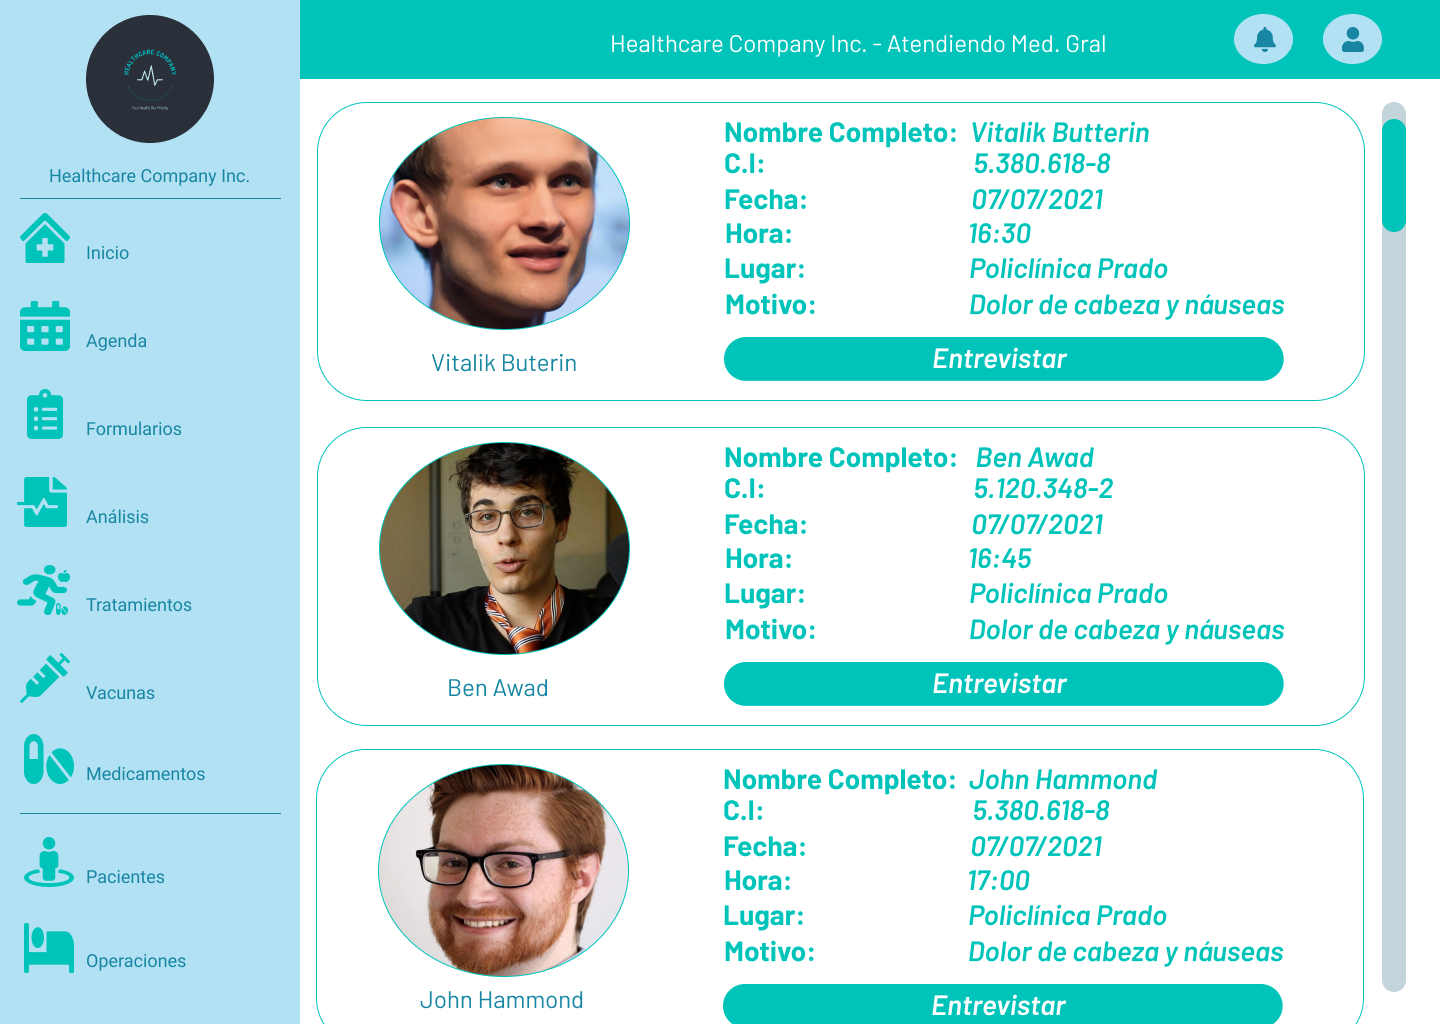 HEALTHCARE COMPANY
Your Health Our Priority
Healthcare Company Inc.
Inicio
Agenda
Formularios
Análisis
Tratamientos
Vacunas
Medicamentos
Pacientes
Operaciones
Healthcare Company Inc. - Atendiendo Med. Gral
Vitalik Buterin
Nombre Completo: Vitalik Butterin
C.I: 5.380.618-8
Fecha: 07/07/2021
Hora: 16:30
Lugar: Policlínica Prado
Motivo: Dolor de cabeza y náuseas
Entrevistar
Ben Awad
Nombre Completo: Ben Awad
C.I: 5.120.348-2
Fecha: 07/07/2021
Hora: 16:45
Lugar: Policlínica Prado
Motivo: Dolor de cabeza y náuseas
Entrevistar
John Hammond
Nombre Completo: John Hammond
C.I: 5.380.618-8
Fecha: 07/07/2021
Hora: 17:00
Lugar: Policlínica Prado
Motivo: Dolor de cabeza y náuseas
Entrevistar